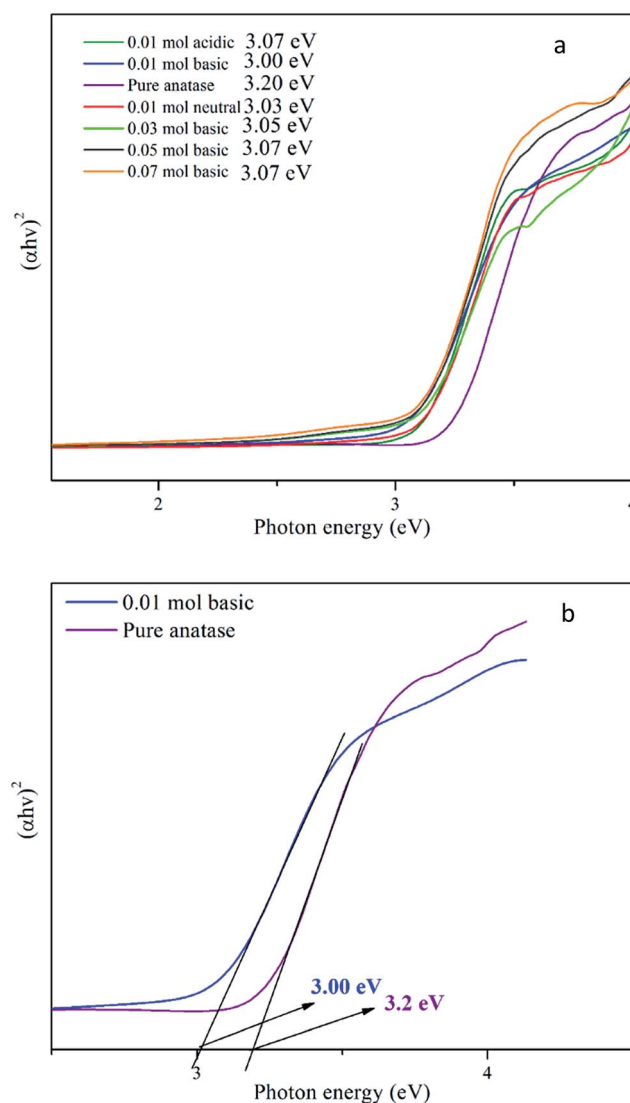 a
0.01 mol acidic 3.07 eV
0.01 mol basic 3.00 eV
Pure anatase 3.20 eV
0.01 mol neutral 3.03 eV
0.03 mol basic 3.05 eV
0.05 mol basic 3.07 eV
0.07 mol basic 3.07 eV
(αhν)²
2 3 4
Photon energy (eV)
b
0.01 mol basic
Pure anatase
(αhν)²
3.00 eV
3.2 eV
3 4
Photon energy (eV)